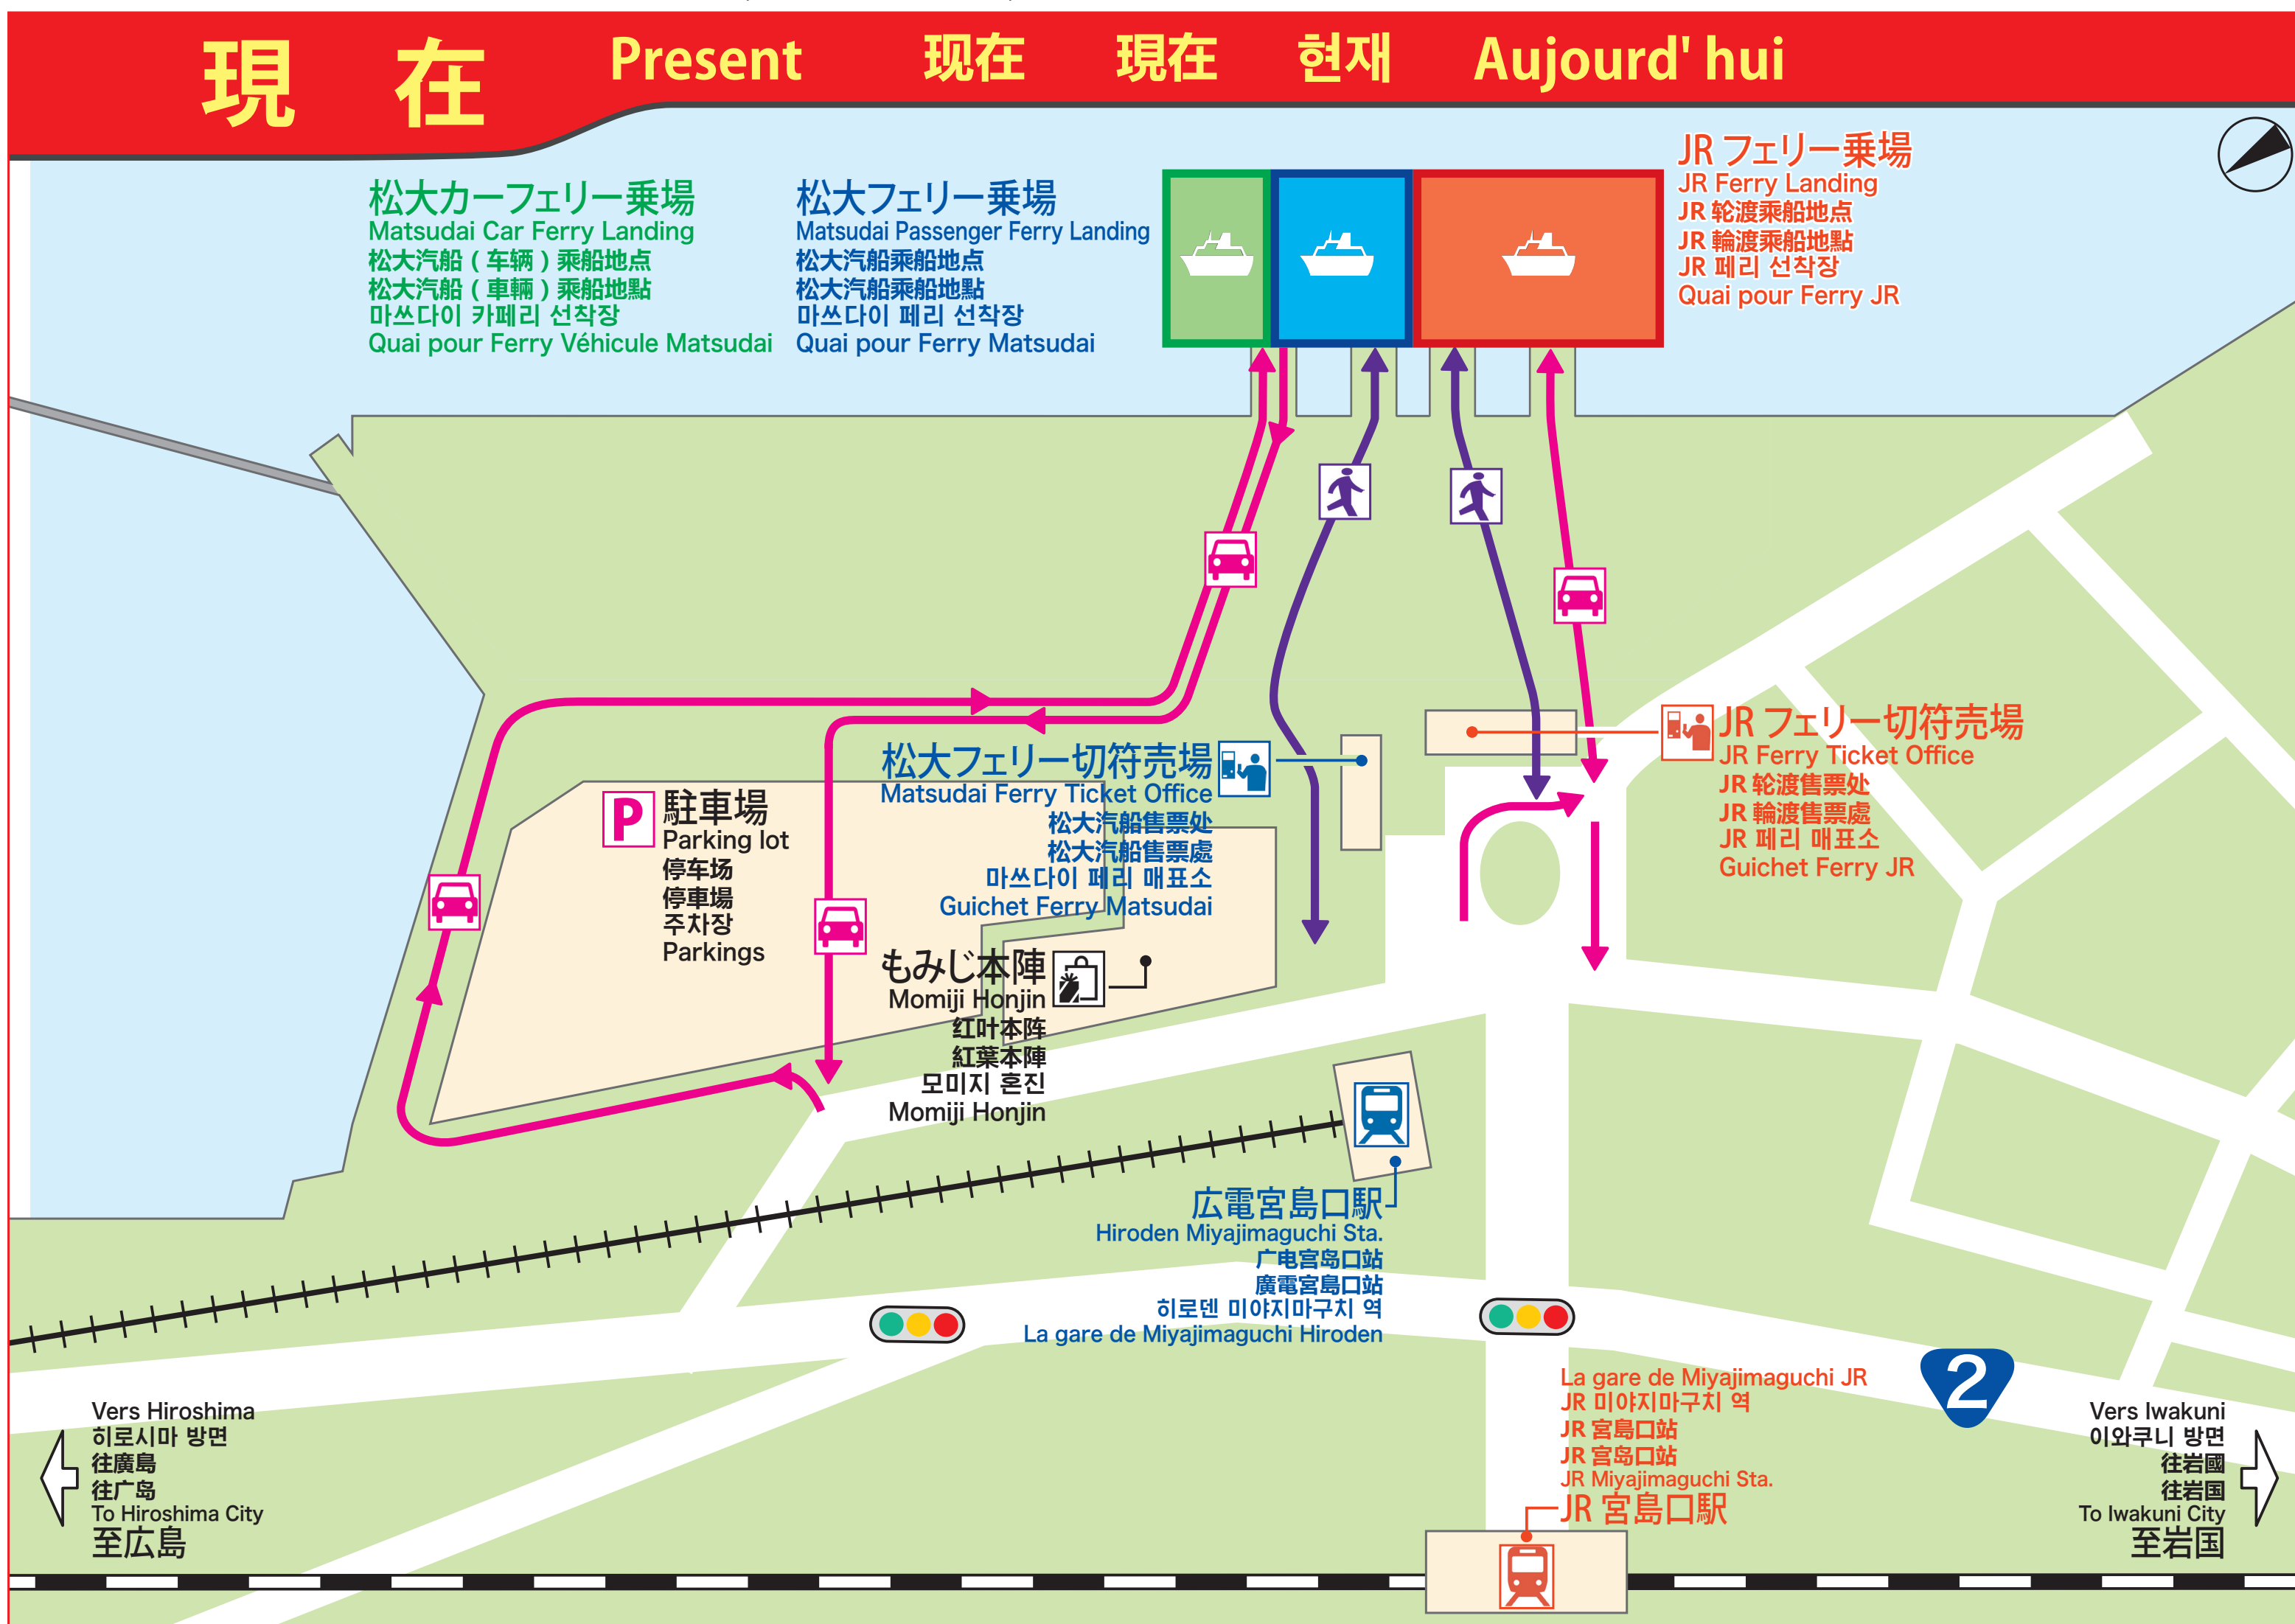 現在 Present 现在 現在 현재 Aujourd' hui
松大カーフェリー乗場
Matsudai Car Ferry Landing
松大汽船 ( 车辆 ) 乘船地点
松大汽船 ( 車輛 ) 乘船地點
마쓰다이 카페리 선착장
Quai pour Ferry Véhicule Matsudai
松大フェリー乗場
Matsudai Passenger Ferry Landing
松大汽船乘船地点
松大汽船乘船地點
마쓰다이 페리 선착장
Quai pour Ferry Matsudai
JR フェリー乗場
JR Ferry Landing
JR 轮渡乘船地点
JR 輪渡乘船地點
JR 페리 선착장
Quai pour Ferry JR
松大フェリー切符売場
Matsudai Ferry Ticket Office
松大汽船售票处
松大汽船售票處
마쓰다이 페리 매표소
Guichet Ferry Matsudai
JR フェリー切符売場
JR Ferry Ticket Office
JR 轮渡售票处
JR 輪渡售票處
JR 페리 매표소
Guichet Ferry JR
P
駐車場
Parking lot
停车场
停車場
주차장
Parkings
もみじ本陣
Momiji Honjin
红叶本阵
紅葉本陣
모미지 혼진
Momiji Honjin
広電宮島口駅
Hiroden Miyajimaguchi Sta.
广电宫岛口站
廣電宮島口站
히로덴 미야지마구치 역
La gare de Miyajimaguchi Hiroden
La gare de Miyajimaguchi JR
JR 미야지마구치 역
JR 宮島口站
JR 宫岛口站
JR Miyajimaguchi Sta.
JR 宮島口駅
2
Vers Hiroshima
히로시마 방면
往廣島
往广岛
To Hiroshima City
至広島
Vers Iwakuni
이와쿠니 방면
往岩國
往岩国
To Iwakuni City
至岩国